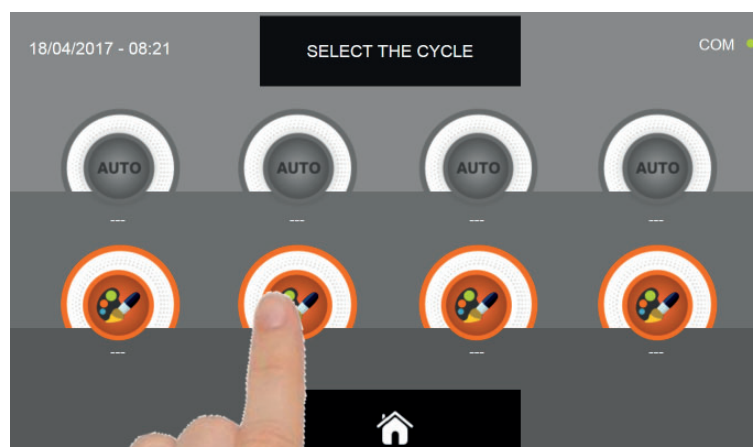 18/04/2017 - 08:21 SELECT THE CYCLE COM
AUTO AUTO AUTO AUTO
--- --- --- ---
--- --- --- ---